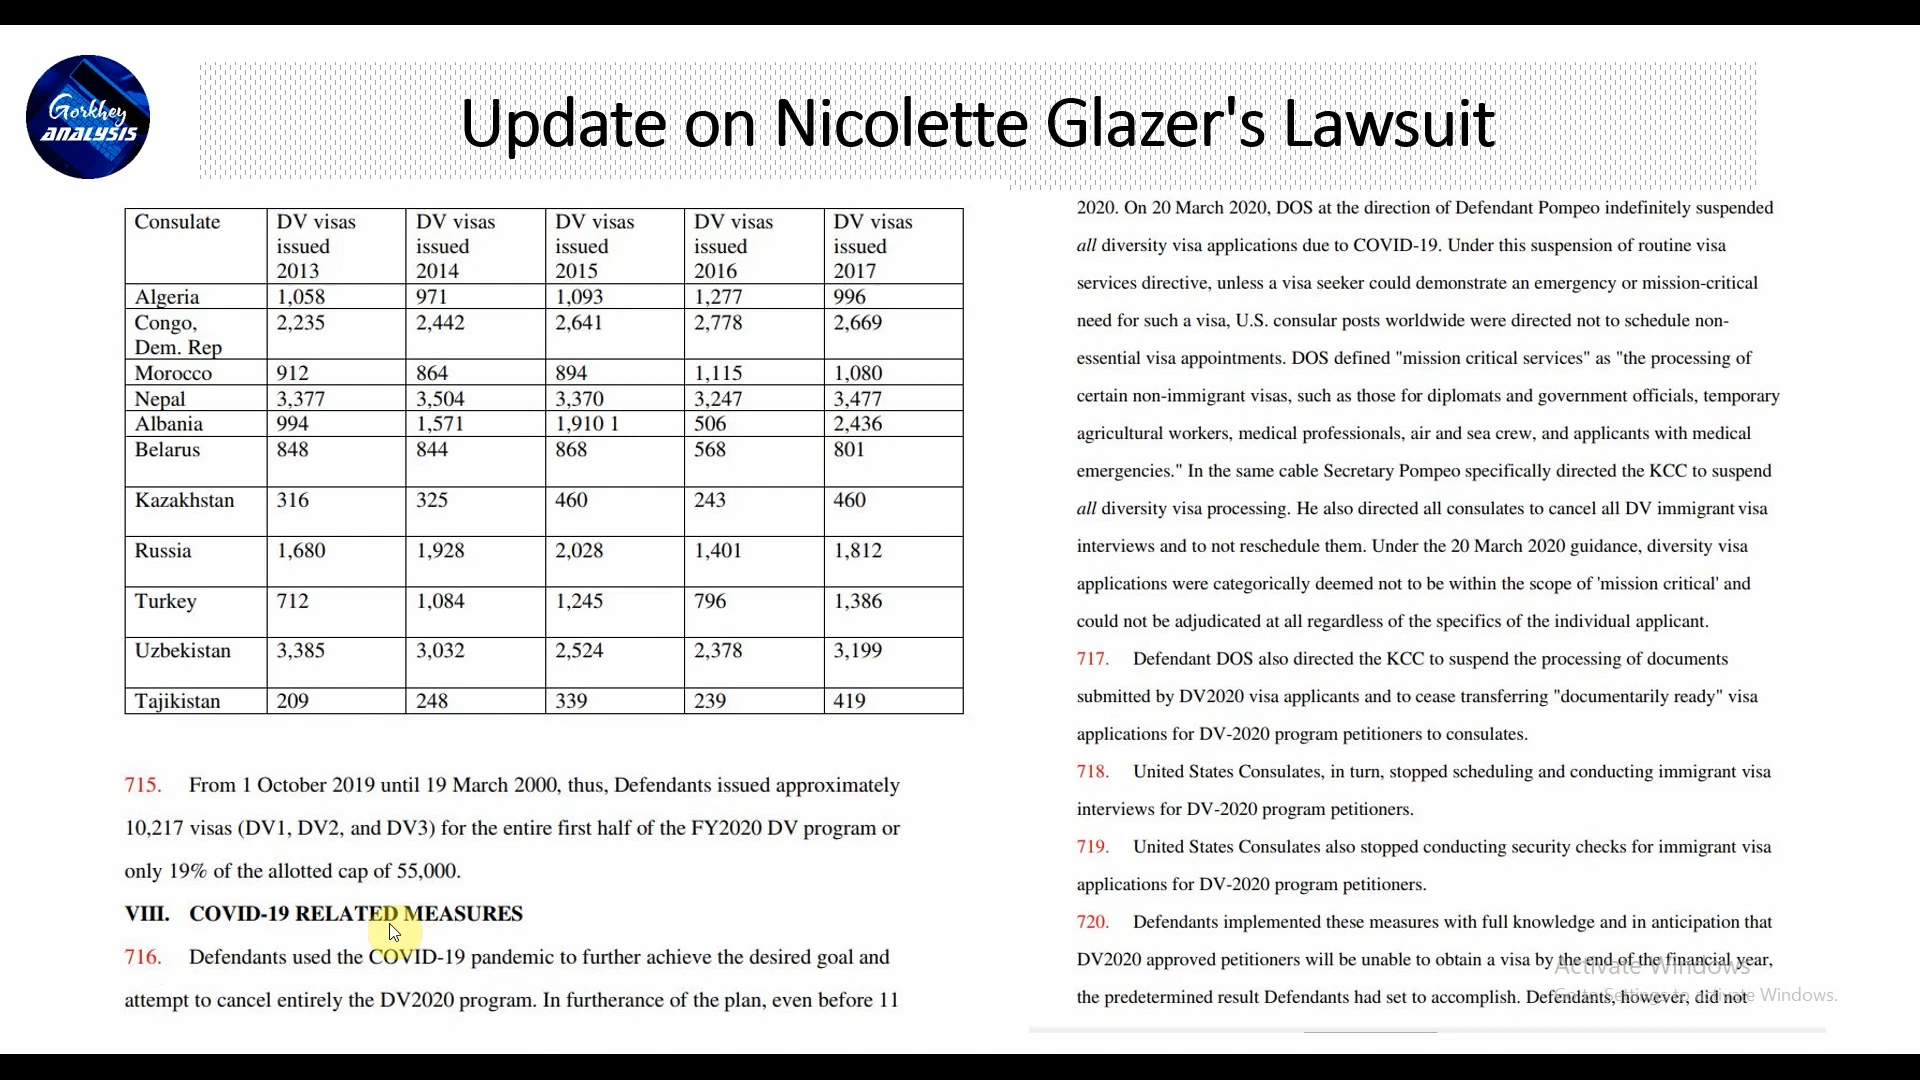 Gorkhey
ANALYSIS
Update on Nicolette Glazer's Lawsuit
Consulate DV visas issued 2013 DV visas issued 2014 DV visas issued 2015 DV visas issued 2016 DV visas issued 2017
Algeria 1,058 971 1,093 1,277 996
Congo, Dem. Rep 2,235 2,442 2,641 2,778 2,669
Morocco 912 864 894 1,115 1,080
Nepal 3,377 3,504 3,370 3,247 3,477
Albania 994 1,571 1,910 1 506 2,436
Belarus 848 844 868 568 801
Kazakhstan 316 325 460 243 460
Russia 1,680 1,928 2,028 1,401 1,812
Turkey 712 1,084 1,245 796 1,386
Uzbekistan 3,385 3,032 2,524 2,378 3,199
Tajikistan 209 248 339 239 419
715. From 1 October 2019 until 19 March 2000, thus, Defendants issued approximately
10,217 visas (DV1, DV2, and DV3) for the entire first half of the FY2020 DV program or
only 19% of the allotted cap of 55,000.
VIII. COVID-19 RELATED MEASURES
716. Defendants used the COVID-19 pandemic to further achieve the desired goal and
attempt to cancel entirely the DV2020 program. In furtherance of the plan, even before 11
2020. On 20 March 2020, DOS at the direction of Defendant Pompeo indefinitely suspended
all diversity visa applications due to COVID-19. Under this suspension of routine visa
services directive, unless a visa seeker could demonstrate an emergency or mission-critical
need for such a visa, U.S. consular posts worldwide were directed not to schedule non-
essential visa appointments. DOS defined "mission critical services" as "the processing of
certain non-immigrant visas, such as those for diplomats and government officials, temporary
agricultural workers, medical professionals, air and sea crew, and applicants with medical
emergencies." In the same cable Secretary Pompeo specifically directed the KCC to suspend
all diversity visa processing. He also directed all consulates to cancel all DV immigrant visa
interviews and to not reschedule them. Under the 20 March 2020 guidance, diversity visa
applications were categorically deemed not to be within the scope of 'mission critical' and
could not be adjudicated at all regardless of the specifics of the individual applicant.
717. Defendant DOS also directed the KCC to suspend the processing of documents
submitted by DV2020 visa applicants and to cease transferring "documentarily ready" visa
applications for DV-2020 program petitioners to consulates.
718. United States Consulates, in turn, stopped scheduling and conducting immigrant visa
interviews for DV-2020 program petitioners.
719. United States Consulates also stopped conducting security checks for immigrant visa
applications for DV-2020 program petitioners.
720. Defendants implemented these measures with full knowledge and in anticipation that
DV2020 approved petitioners will be unable to obtain a visa by the end of the financial year,
the predetermined result Defendants had set to accomplish. Defendants, however, did not
Activate Windows
Go to Settings to activate Windows.